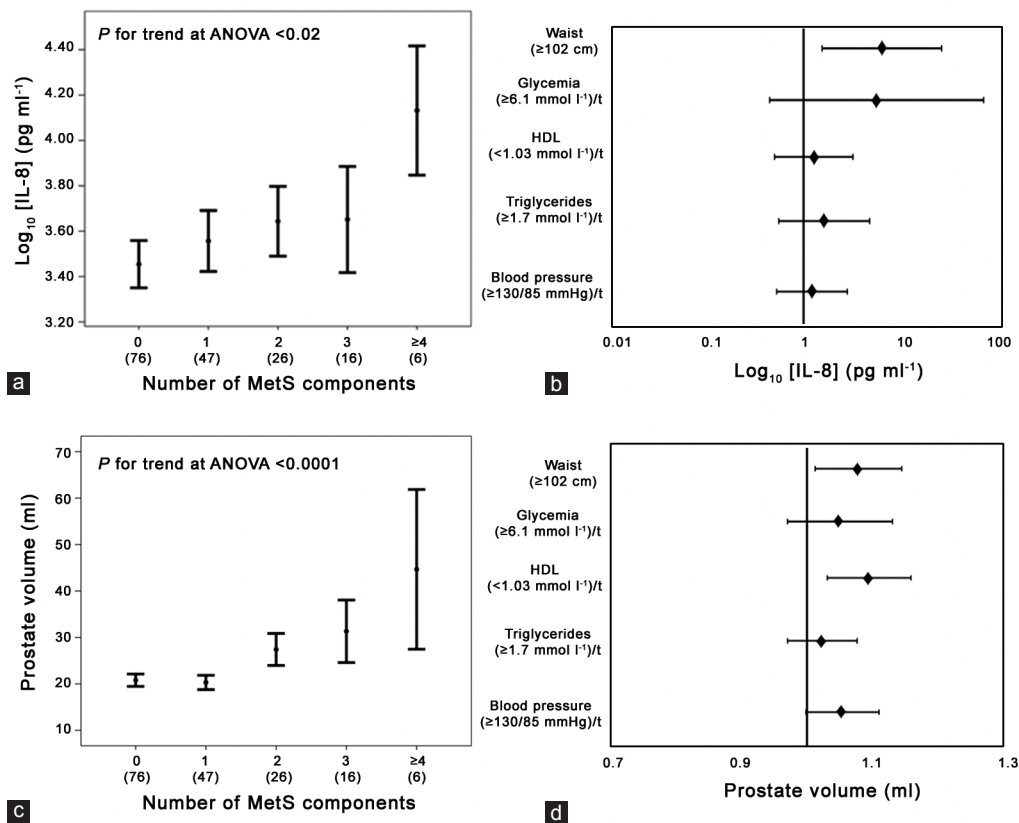 P for trend at ANOVA <0.02
Log₁₀ [IL-8] (pg ml⁻¹)
4.40
4.20
4.00
3.80
3.60
3.40
3.20
0 1 2 3 ≥4
(76) (47) (26) (16) (6)
Number of MetS components
a
Waist
(≥102 cm)
Glycemia
(≥6.1 mmol l⁻¹)/t
HDL
(<1.03 mmol l⁻¹)/t
Triglycerides
(≥1.7 mmol l⁻¹)/t
Blood pressure
(≥130/85 mmHg)/t
0.01 0.1 1 10 100
Log₁₀ [IL-8] (pg ml⁻¹)
b
P for trend at ANOVA <0.0001
Prostate volume (ml)
70
60
50
40
30
20
10
0 1 2 3 ≥4
(76) (47) (26) (16) (6)
Number of MetS components
c
Waist
(≥102 cm)
Glycemia
(≥6.1 mmol l⁻¹)/t
HDL
(<1.03 mmol l⁻¹)/t
Triglycerides
(≥1.7 mmol l⁻¹)/t
Blood pressure
(≥130/85 mmHg)/t
0.7 0.9 1.1 1.3
Prostate volume (ml)
d